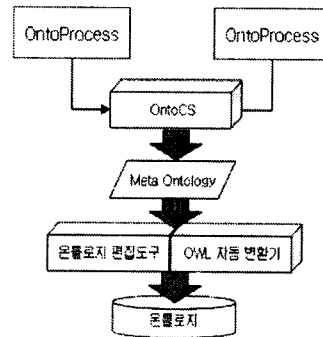 OntoProcess
OntoProcess
OntoCS
Meta Ontology
온톨로지 편집도구
OWL 자동 변환기
온톨로지